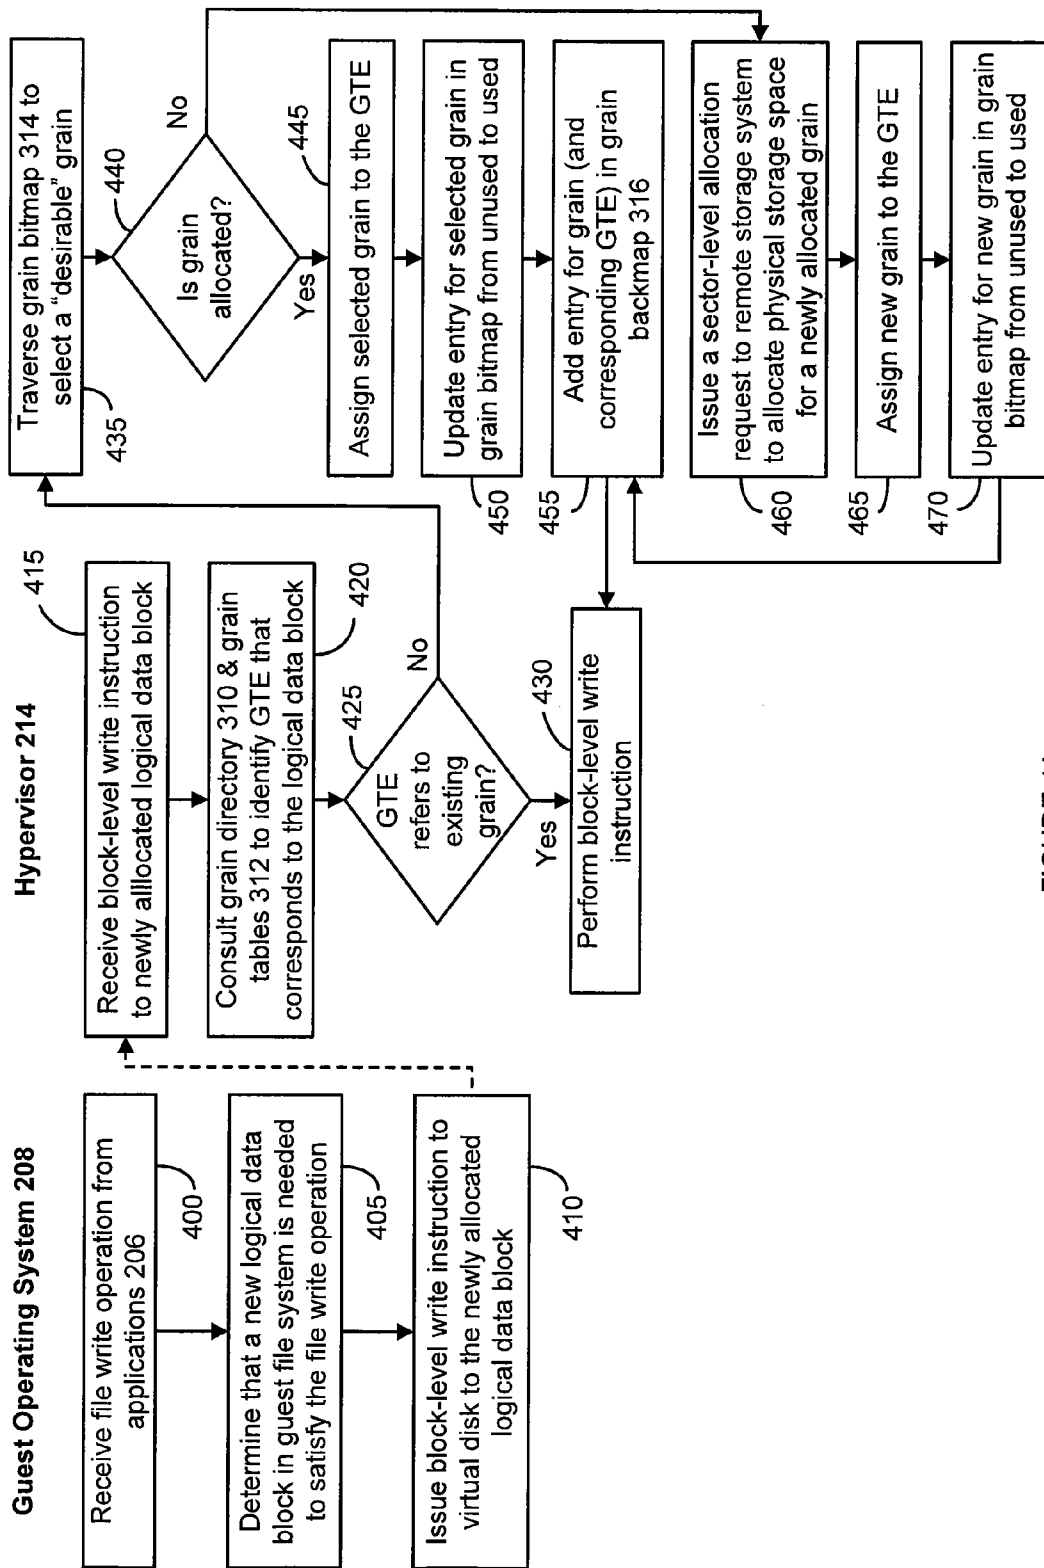 Guest Operating System 208
Receive file write operation from
applications 206
400
Determine that a new logical data
block in guest file system is needed
to satisfy the file write operation
405
Issue block-level write instruction to
virtual disk to the newly allocated
logical data block
410
Hypervisor 214
415
Receive block-level write instruction
to newly alllocated logical data block
420
Consult grain directory 310 & grain
tables 312 to identify GTE that
corresponds to the logical data block
425
GTE
refers to
existing
grain?
No
Yes
430
Perform block-level write
instruction
Traverse grain bitmap 314 to
select a “desirable” grain
435
440
Is grain
allocated?
No
Yes
445
Assign selected grain to the GTE
Update entry for selected grain in
grain bitmap from unused to used
450
Add entry for grain (and
corresponding GTE) in grain
backmap 316
455
Issue a sector-level allocation
request to remote storage system
to allocate physical storage space
for a newly allocated grain
460
Assign new grain to the GTE
465
Update entry for new grain in grain
bitmap from unused to used
470